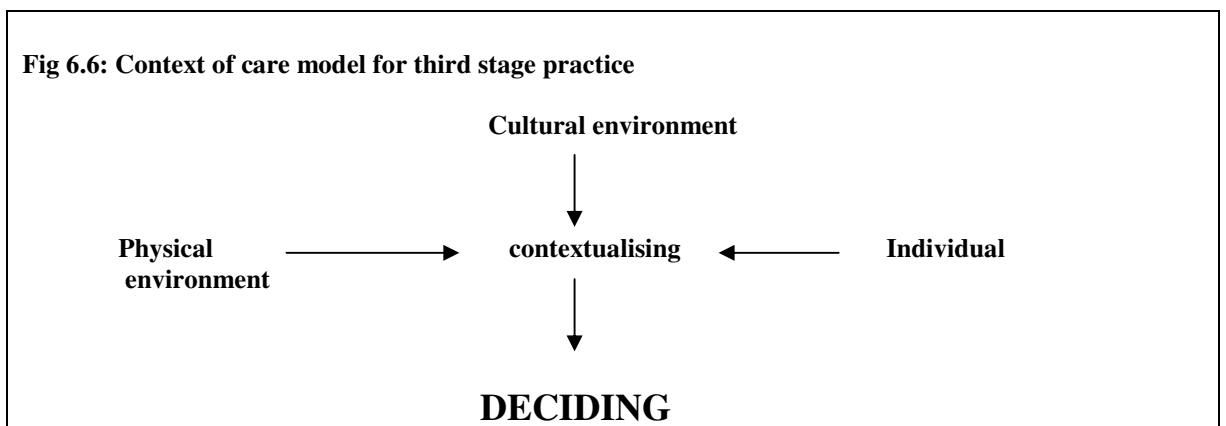 Fig 6.6: Context of care model for third stage practice
Cultural environment
Physical
environment
contextualising
Individual
DECIDING